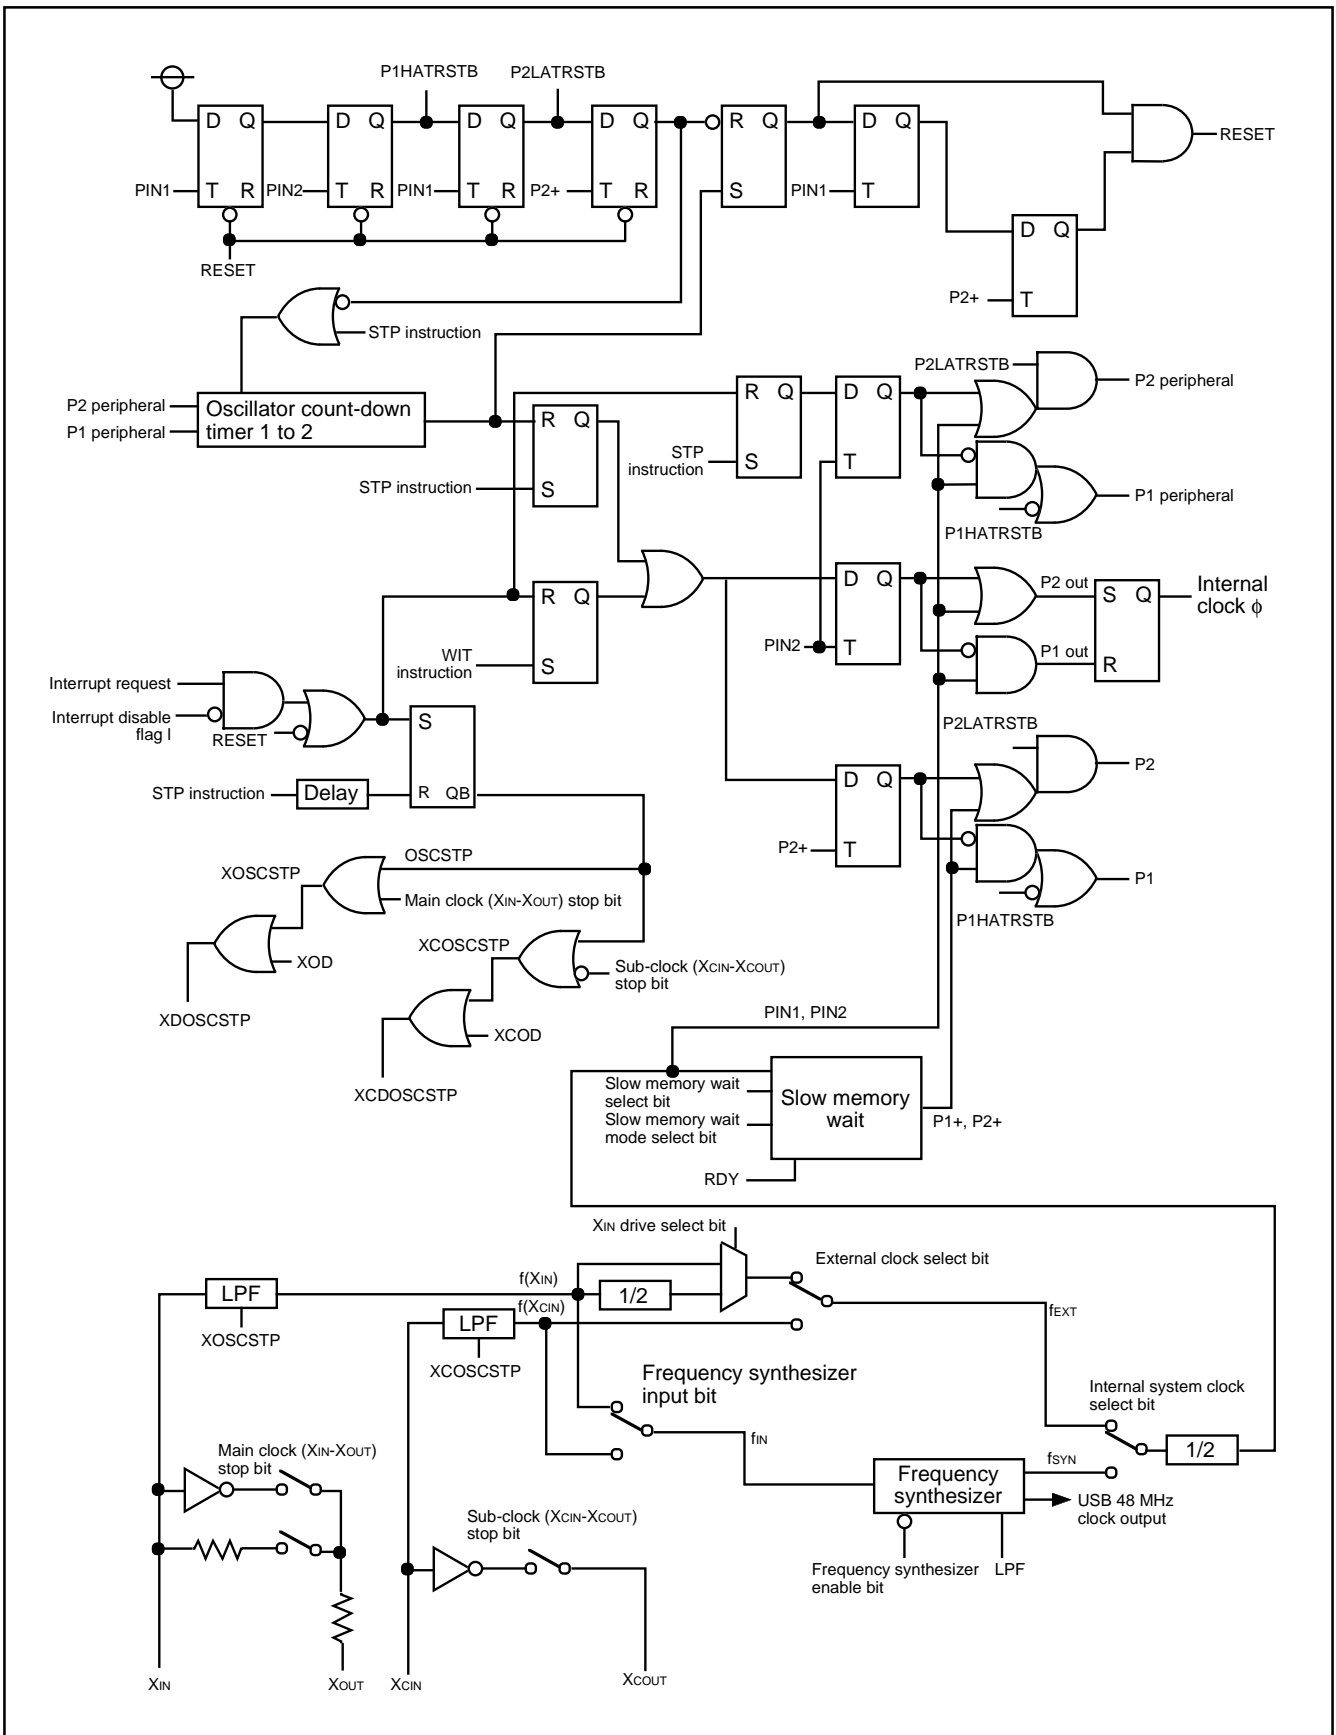 P1HATRSTB P2LATRSTB
D Q D Q D Q D Q R Q D Q
RESET
PIN1 T R PIN2 T R PIN1 T R P2+ T R S PIN1 T
D Q
RESET
P2+ T
STP instruction
P2LATRSTB
P2 peripheral
P2 peripheral
P1 peripheral
Oscillator count-down
timer 1 to 2
R Q
R Q
D Q
STP
instruction
S
T
STP instruction
S
P1 peripheral
P1HATRSTB
R Q
D Q
P2 out
S Q
Internal
clock ϕ
WIT
instruction
S
PIN2
T
P1 out
R
Interrupt request
Interrupt disable
flag I
RESET
S
P2LATRSTB
P2
STP instruction
Delay
R QB
D Q
P2+
T
OSCSTP
XOSCSTP
Main clock (XIN-XOUT) stop bit
P1
P1HATRSTB
XOD
XCOSCSTP
Sub-clock (XCIN-XCOUT)
stop bit
XDOSCSTP
XCOD
PIN1, PIN2
XCDOSCSTP
Slow memory wait
select bit
Slow memory wait
mode select bit
Slow memory
wait
P1+, P2+
RDY
XIN drive select bit
External clock select bit
LPF
f(XIN)
1/2
f(XCIN)
fEXT
XOSCSTP
LPF
XCOSCSTP
Frequency synthesizer
input bit
Internal system clock
select bit
fIN
Main clock (XIN-XOUT)
stop bit
Frequency
synthesizer
fSYN
1/2
USB 48 MHz
clock output
Sub-clock (XCIN-XCOUT)
stop bit
Frequency synthesizer
enable bit
LPF
XIN XOUT XCIN XCOUT